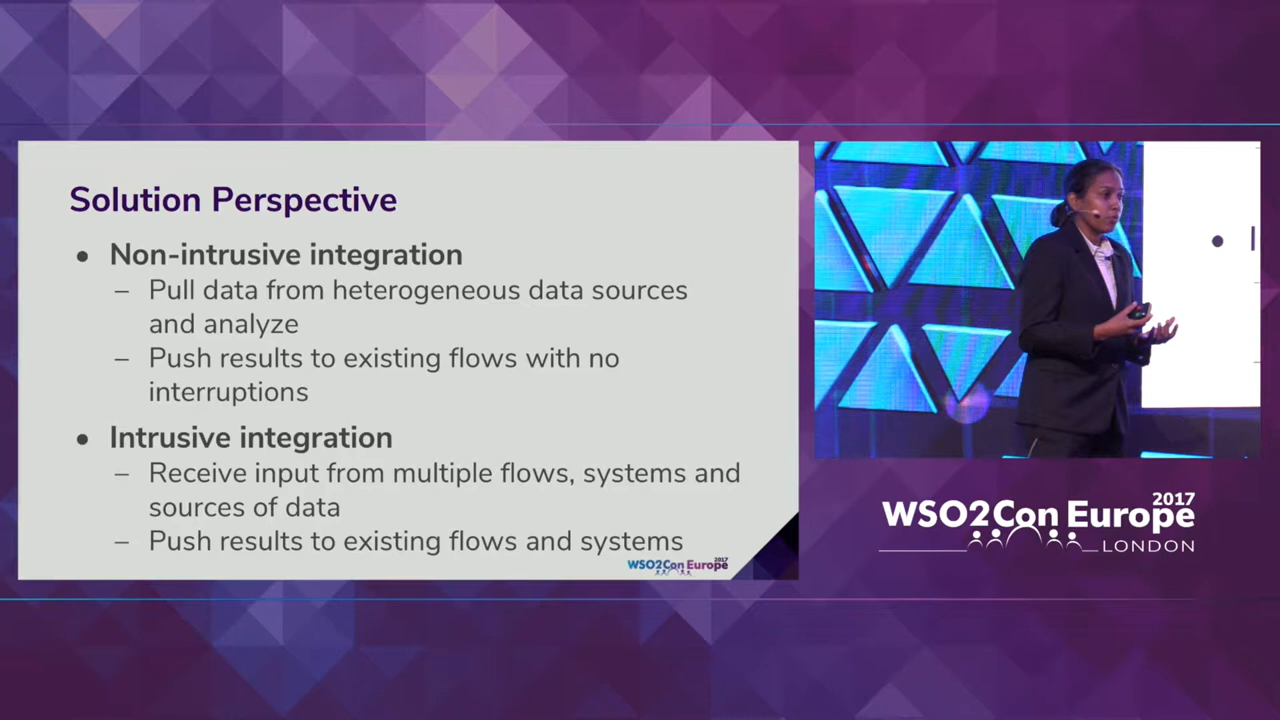 Solution Perspective
● Non-intrusive integration
– Pull data from heterogeneous data sources
and analyze
– Push results to existing flows with no
interruptions
● Intrusive integration
– Receive input from multiple flows, systems and
sources of data
– Push results to existing flows and systems
WSO2Con Europe 2017
WSO2Con Europe 2017
LONDON